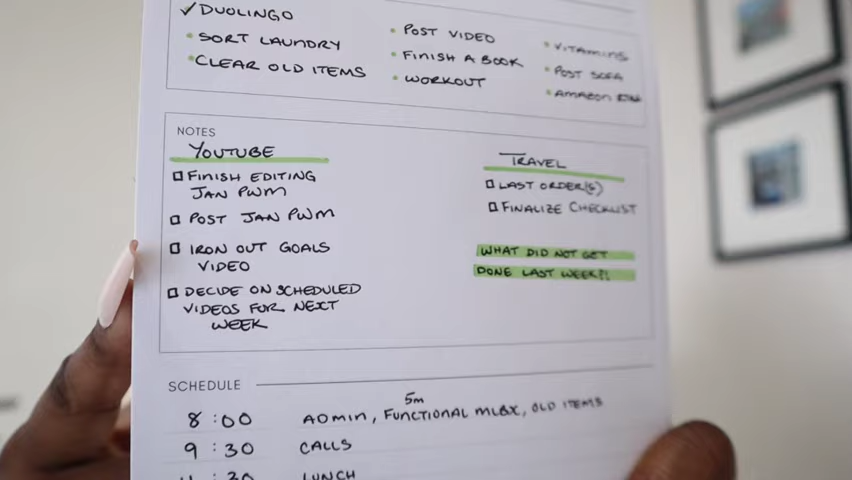 ✓DUOLINGO
• SORT LAUNDRY
• CLEAR OLD ITEMS
• POST VIDEO
• FINISH A BOOK
• WORKOUT
• VITAMINS
• POST SOFA
• AMAZON
NOTES
YOUTUBE
☐ FINISH EDITING
JAN PWM
☐ POST JAN PWM
☐ IRON OUT GOALS
VIDEO
☐ DECIDE ON SCHEDULED
VIDEOS FOR NEXT
WEEK
TRAVEL
☐ LAST ORDER(S)
☐ FINALIZE CHECKLIST
WHAT DID NOT GET
DONE LAST WEEK?!
SCHEDULE
5m
8:00 ADMIN, FUNCTIONAL MLBX, OLD ITEMS
9:30 CALLS
LUNCH